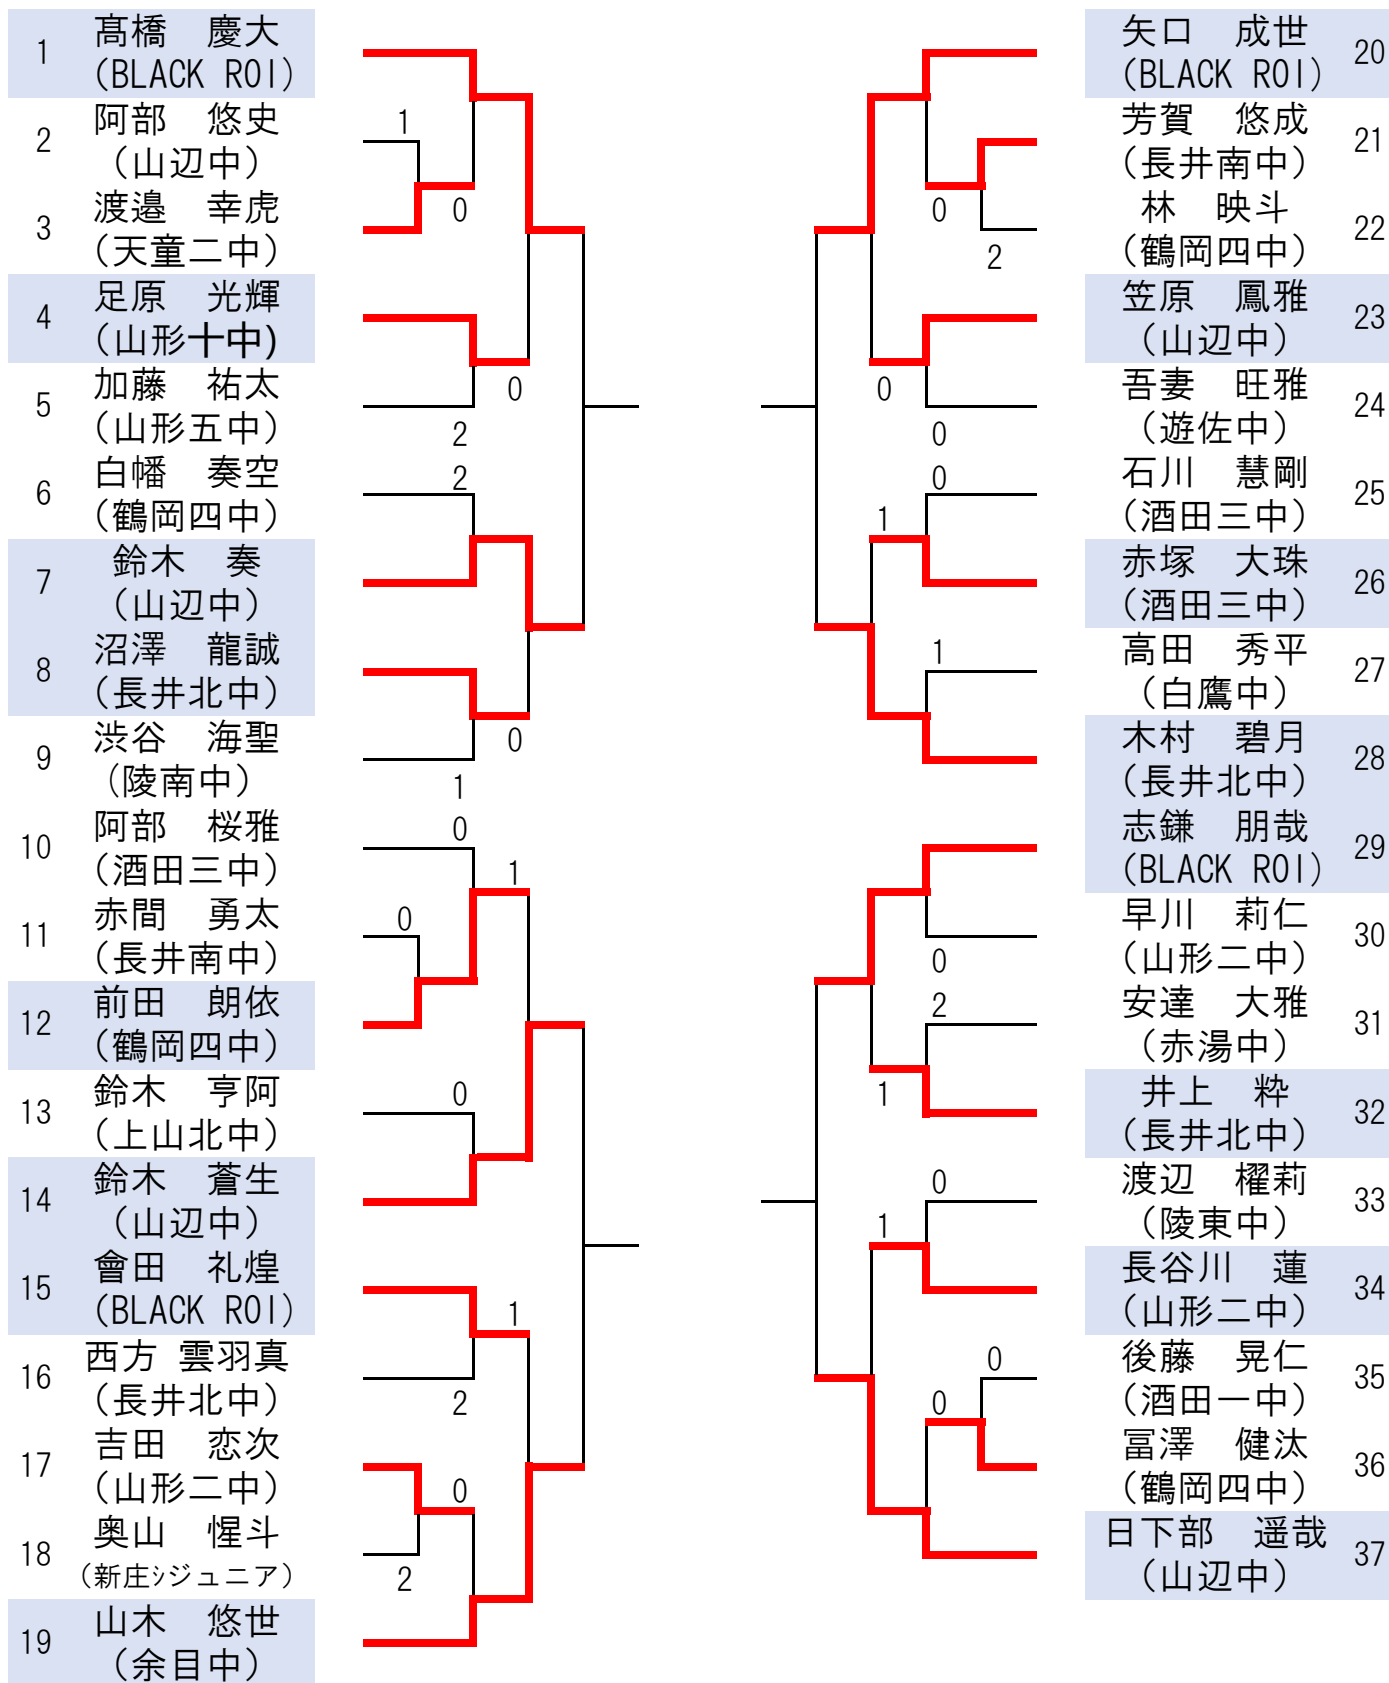 1
髙橋　慶大
(BLACK ROI)
2
阿部　悠史
(山辺中)
3
渡邉　幸虎
(天童二中)
4
足原　光輝
(山形十中)
5
加藤　祐太
(山形五中)
6
白幡　奏空
(鶴岡四中)
7
鈴木　奏
(山辺中)
8
沼澤　龍誠
(長井北中)
9
渋谷　海聖
(陵南中)
10
阿部　桜雅
(酒田三中)
11
赤間　勇太
(長井南中)
12
前田　朗依
(鶴岡四中)
13
鈴木　亨阿
(上山北中)
14
鈴木　蒼生
(山辺中)
15
會田　礼煌
(BLACK ROI)
16
西方 雲羽真
(長井北中)
17
吉田　恋次
(山形二中)
18
奥山　惺斗
(新庄ｼジュニア)
19
山木　悠世
(余目中)
1
0
0
2
2
0
1
0
1
0
0
1
2
0
2
矢口　成世
(BLACK ROI)
20
芳賀　悠成
(長井南中)
21
林　映斗
(鶴岡四中)
22
笠原　鳳雅
(山辺中)
23
吾妻　旺雅
(遊佐中)
24
石川　慧剛
(酒田三中)
25
赤塚　大珠
(酒田三中)
26
高田　秀平
(白鷹中)
27
木村　碧月
(長井北中)
28
志鎌　朋哉
(BLACK ROI)
29
早川　莉仁
(山形二中)
30
安達　大雅
(赤湯中)
31
井上　粋
(長井北中)
32
渡辺　櫂莉
(陵東中)
33
長谷川　蓮
(山形二中)
34
後藤　晃仁
(酒田一中)
35
冨澤　健汰
(鶴岡四中)
36
日下部　遥哉
(山辺中)
37
0
2
0
0
0
1
1
0
2
1
0
1
0
0